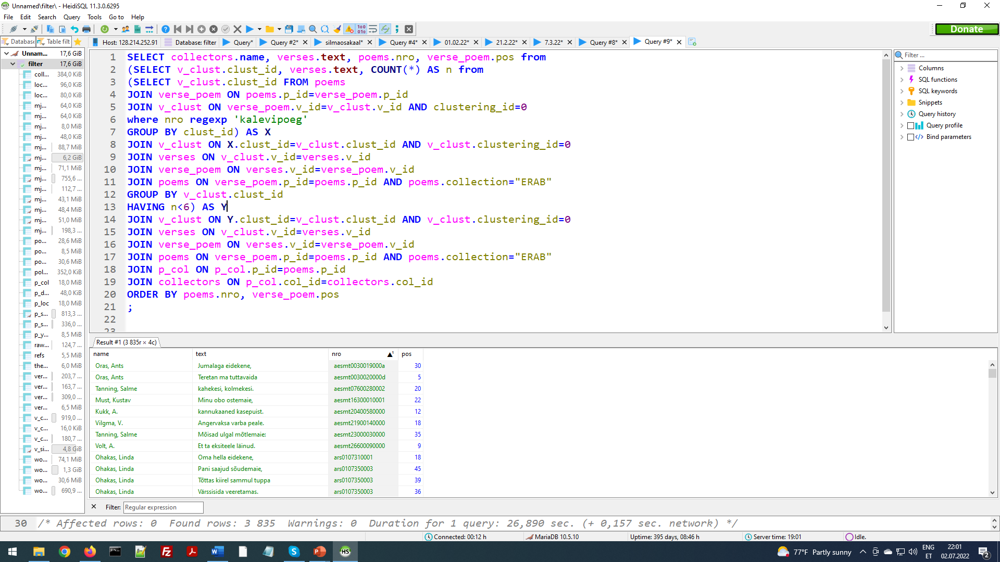 Unnamed\filter\ - HeidiSQL 11.3.0.6295
File Edit Search Query Tools Go to Help
Donate
Database Table filt Host: 128.214.252.91 Database: filter Query* Query #2* silmaosakaal* Query #4* 01.02.22* 21.2.22* 7.3.22* Query #8* Query #9*
Unnam... 17,6 GiB
filter 17,6 GiB
coll... 384,0 KiB
loc... 96,0 KiB
loc... 80,0 KiB
mj... 64,0 KiB
mj... 64,0 KiB
mj... 8,0 MiB
mj... 48,0 KiB
mj... 88,7 MiB
mj... 6,2 GiB
mj... 71,1 MiB
mj... 755,6 ...
mj... 112,7 ...
mj... 43,1 MiB
mj... 48,4 MiB
mj... 51,0 MiB
mj... 198,3 ...
po... 28,6 MiB
po... 8,5 MiB
po... 30,6 MiB
pol... 352,0 KiB
p_col 18,0 MiB
p_d... 48,0 KiB
p_loc 18,0 MiB
p_s... 813,3 ...
p_s... 336,0 ...
p_y... 8,5 MiB
raw... 124,7 ...
refs 5,5 MiB
the... 6,0 MiB
ver... 203,7 ...
ver... 163,7 ...
ver... 309,0 ...
ver... 6,5 MiB
v_c... 919,0 ...
v_c... 16,0 KiB
v_c... 180,7 ...
v_si... 4,8 GiB
wo... 74,1 MiB
wo... 1,3 GiB
wo... 30,6 MiB
wo... 690,9 ...
1 SELECT collectors.name, verses.text, poems.nro, verse_poem.pos from
2 (SELECT v_clust.clust_id, verses.text, COUNT(*) AS n from
3 (SELECT v_clust.clust_id FROM poems
4 JOIN verse_poem ON poems.p_id=verse_poem.p_id
5 JOIN v_clust ON verse_poem.v_id=v_clust.v_id AND clustering_id=0
6 where nro regexp 'kalevipoeg'
7 GROUP BY clust_id) AS X
8 JOIN v_clust ON X.clust_id=v_clust.clust_id AND v_clust.clustering_id=0
9 JOIN verses ON v_clust.v_id=verses.v_id
10 JOIN verse_poem ON verses.v_id=verse_poem.v_id
11 JOIN poems ON verse_poem.p_id=poems.p_id AND poems.collection="ERAB"
12 GROUP BY v_clust.clust_id
13 HAVING n<6) AS Y
14 JOIN v_clust ON Y.clust_id=v_clust.clust_id AND v_clust.clustering_id=0
15 JOIN verses ON v_clust.v_id=verses.v_id
16 JOIN verse_poem ON verses.v_id=verse_poem.v_id
17 JOIN poems ON verse_poem.p_id=poems.p_id AND poems.collection="ERAB"
18 JOIN p_col ON p_col.p_id=poems.p_id
19 JOIN collectors ON p_col.col_id=collectors.col_id
20 ORDER BY poems.nro, verse_poem.pos
21 ;
22
23
Filter ...
Columns
SQL functions
SQL keywords
Snippets
Query history
Query profile
Bind parameters
Result #1 (3 835r × 4c)
name text nro 1 pos
Oras, Ants Jumalaga eidekene, aesmt0030019000a 30
Oras, Ants Teretan ma tuttavaida aesmt0030020000d 5
Tanning, Salme kahekesi, kolmekesi. aesmt07600280002 20
Must, Kustav Minu obo ostemaie, aesmt16300010001 22
Kukk, A. kannukaaned kasepuist. aesmt20400580000 12
Vilgma, V. Angervaksa varba peale. aesmt21900140000 18
Tanning, Salme Mõisad ulgal mõtlemaie: aesmt23000030000 35
Volt, A. Et ta eksiteele läinud. aesmt26600090000 9
Ohakas, Linda Oma hella eidekene, ars0107310001 18
Ohakas, Linda Pani saajud sõudemaie, ars0107350003 45
Ohakas, Linda Tõttas kiirel sammul tuppa ars0107350003 39
Ohakas, Linda Värssisida veeretamas. ars0107350003 36
Filter: Regular expression
30 /* Affected rows: 0 Found rows: 3 835 Warnings: 0 Duration for 1 query: 26,890 sec. (+ 0,157 sec. network) */
Connected: 00:12 h MariaDB 10.5.10 Uptime: 395 days, 08:46 h Server time: 19:01 Idle.
77°F Partly sunny ENG 22:01
ET 02.07.2022 2